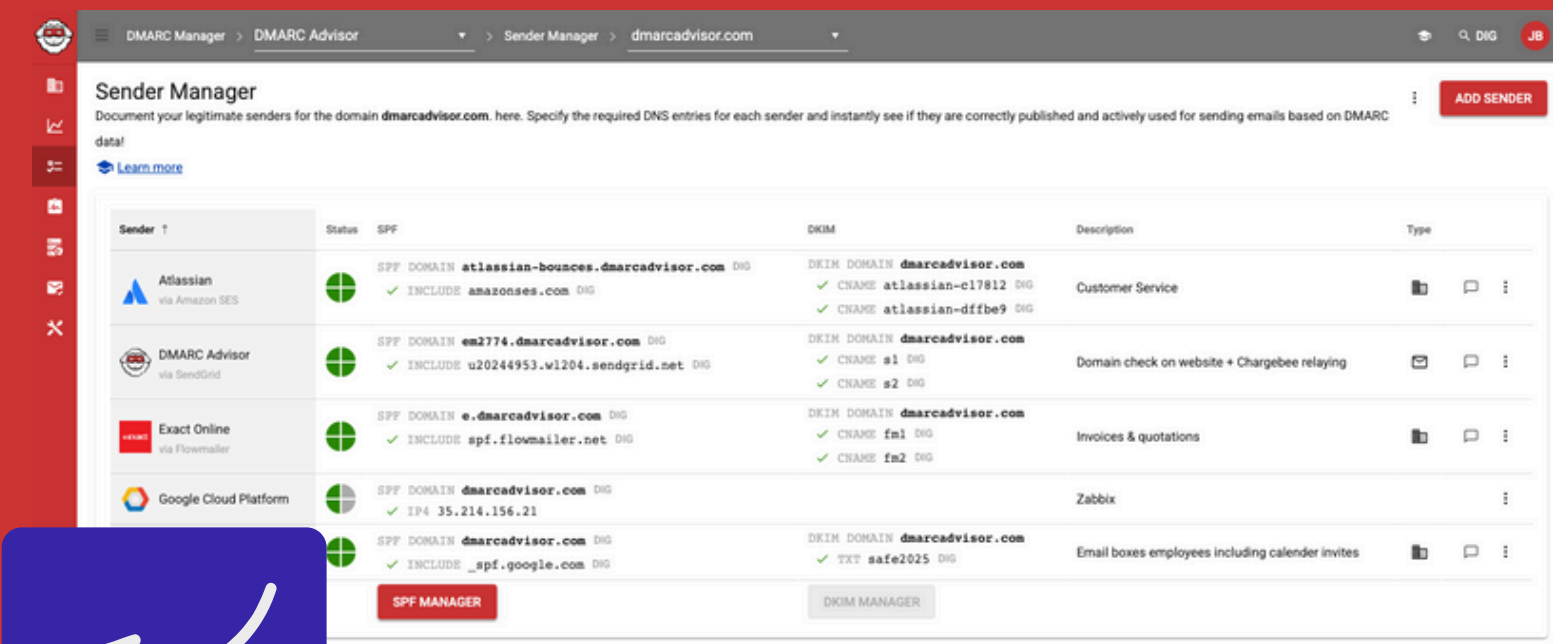 DMARC Manager > DMARC Advisor > Sender Manager > dmarcadvisor.com DIG JB
Sender Manager
ADD SENDER
Document your legitimate senders for the domain dmarcadvisor.com. here. Specify the required DNS entries for each sender and instantly see if they are correctly published and actively used for sending emails based on DMARC
data!
Learn more
Sender ↑ Status SPF DKIM Description Type
Atlassian
via Amazon SES
SPF DOMAIN atlassian-bounces.dmarcadvisor.com DIG
✓ INCLUDE amazonses.com DIG
DKIM DOMAIN dmarcadvisor.com
✓ CNAME atlassian-c17812 DIG
✓ CNAME atlassian-dffbe9 DIG
Customer Service
DMARC Advisor
via SendGrid
SPF DOMAIN em2774.dmarcadvisor.com DIG
✓ INCLUDE u20244953.wl204.sendgrid.net DIG
DKIM DOMAIN dmarcadvisor.com
✓ CNAME s1 DIG
✓ CNAME s2 DIG
Domain check on website + Chargebee relaying
Exact Online
via Flowmailer
SPF DOMAIN e.dmarcadvisor.com DIG
✓ INCLUDE spf.flowmailer.net DIG
DKIM DOMAIN dmarcadvisor.com
✓ CNAME fm1 DIG
✓ CNAME fm2 DIG
Invoices & quotations
Google Cloud Platform
SPF DOMAIN dmarcadvisor.com DIG
✓ IP4 35.214.156.21
Zabbix
SPF DOMAIN dmarcadvisor.com DIG
✓ INCLUDE _spf.google.com DIG
DKIM DOMAIN dmarcadvisor.com
✓ TXT safe2025 DIG
Email boxes employees including calender invites
SPF MANAGER
DKIM MANAGER